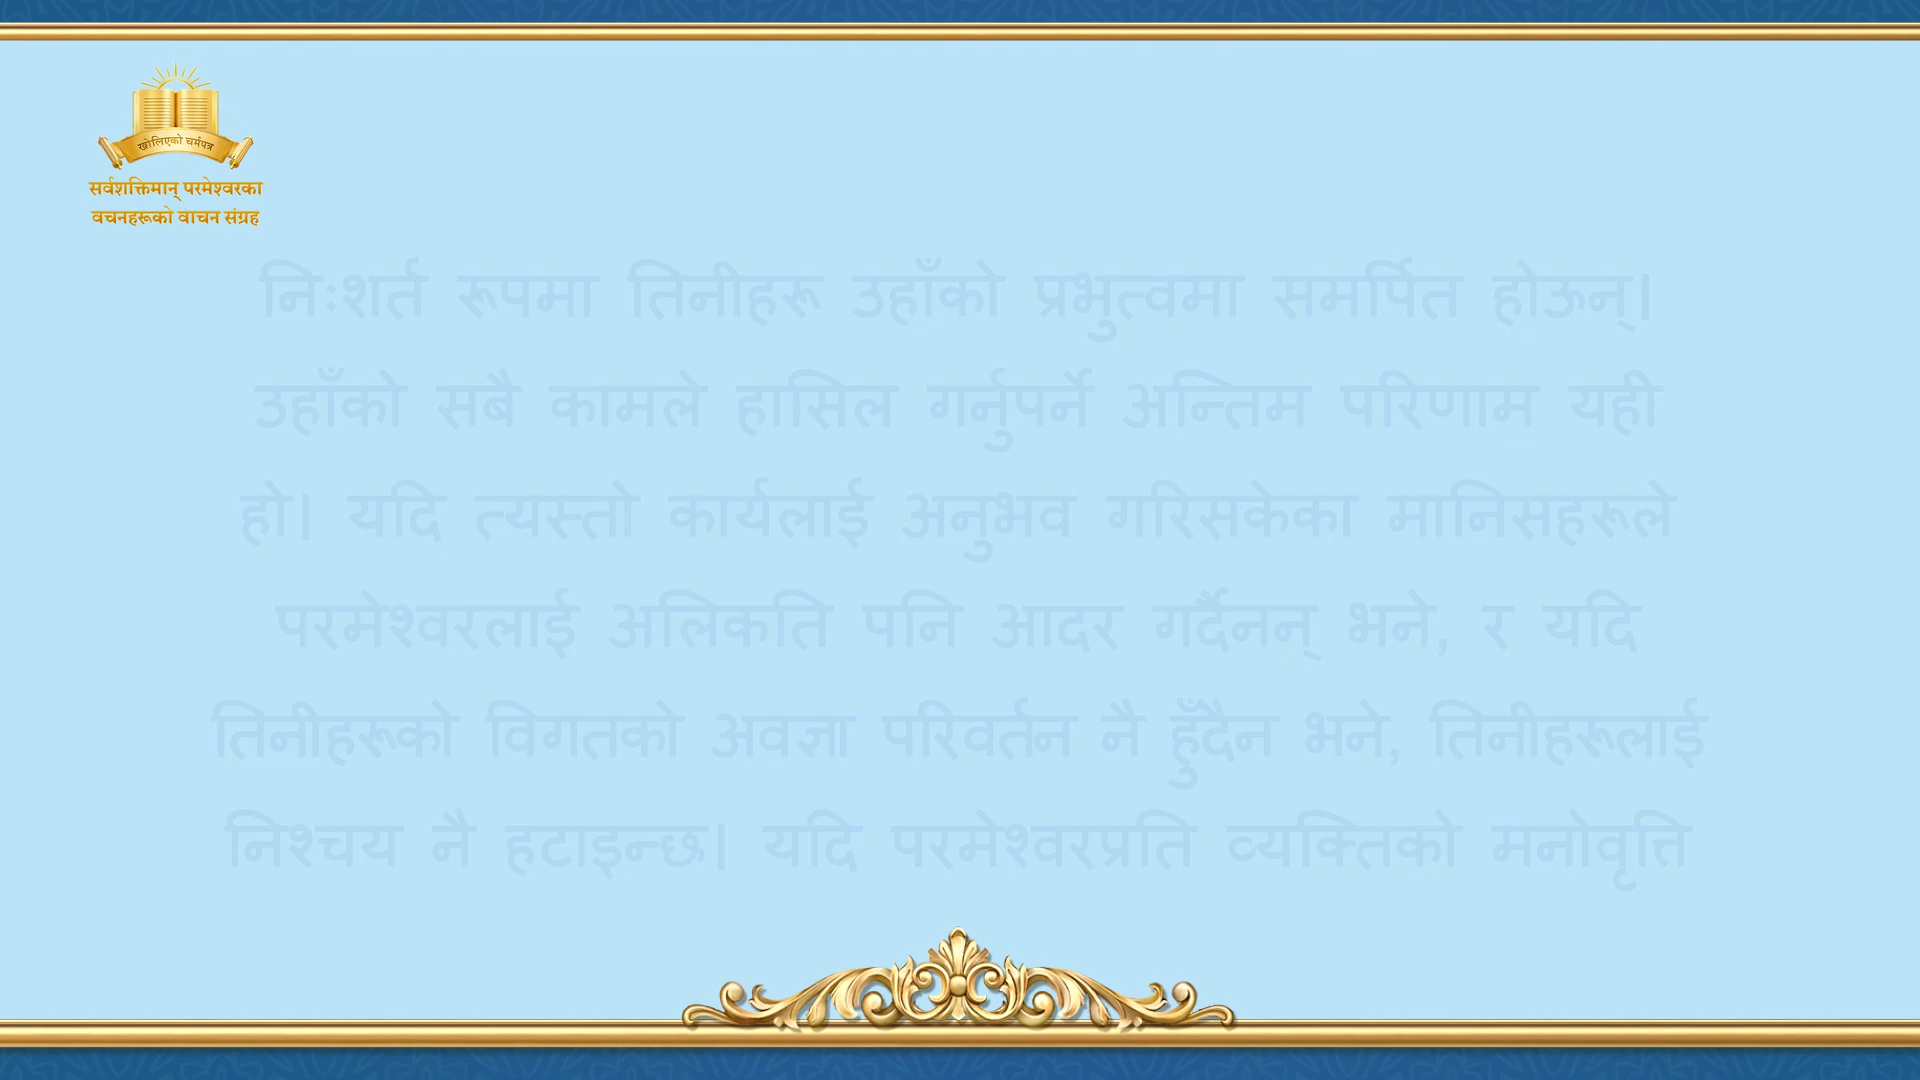 खोलिएको चर्मपत्र
सर्वशक्तिमान् परमेश्वरका
वचनहरूको वाचन संग्रह
निःशर्त रूपमा तिनीहरू उहाँको प्रभुत्वमा समर्पित होऊन्।
उहाँको सबै कामले हासिल गर्नुपर्ने अन्तिम परिणाम यही
हो। यदि त्यस्तो कार्यलाई अनुभव गरिसकेका मानिसहरूले
परमेश्वरलाई अलिकति पनि आदर गर्दैनन् भने, र यदि
तिनीहरूको विगतको अवज्ञा परिवर्तन नै हुँदैन भने, तिनीहरूलाई
निश्चय नै हटाइन्छ। यदि परमेश्वरप्रति व्यक्तिको मनोवृत्ति